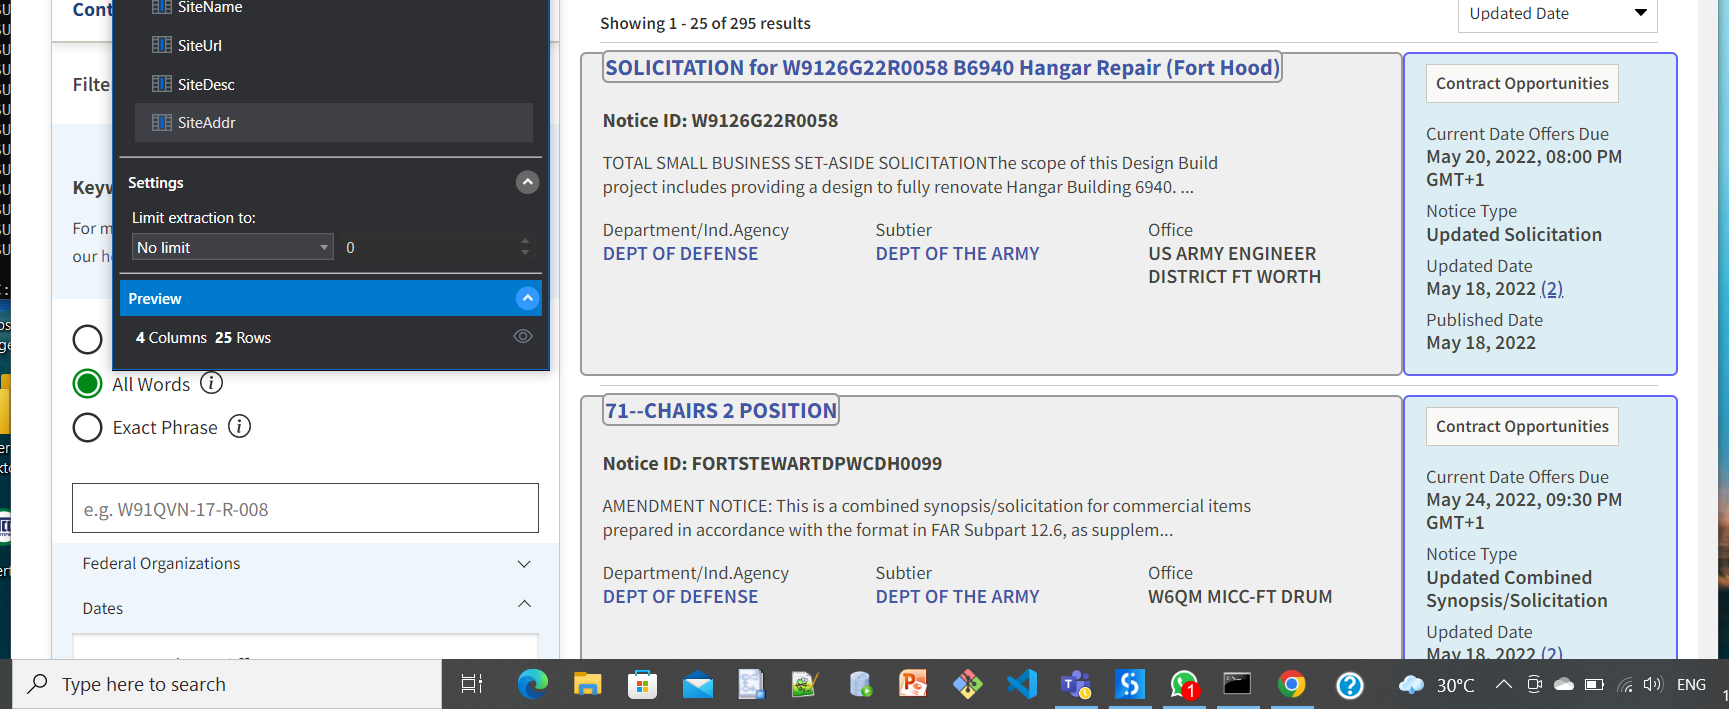 Cont
SiteName
SiteUrl
SiteDesc
SiteAddr
Filte
Settings
Limit extraction to:
No limit
0
Preview
4 Columns 25 Rows
Keyw
For m
our h
All Words
Exact Phrase
e.g. W91QVN-17-R-008
Federal Organizations
Dates
Showing 1 - 25 of 295 results
Updated Date
SOLICITATION for W9126G22R0058 B6940 Hangar Repair (Fort Hood)
Notice ID: W9126G22R0058
TOTAL SMALL BUSINESS SET-ASIDE SOLICITATIONThe scope of this Design Build
project includes providing a design to fully renovate Hangar Building 6940. ...
Department/Ind.Agency
DEPT OF DEFENSE
Subtier
DEPT OF THE ARMY
Office
US ARMY ENGINEER
DISTRICT FT WORTH
Contract Opportunities
Current Date Offers Due
May 20, 2022, 08:00 PM
GMT+1
Notice Type
Updated Solicitation
Updated Date
May 18, 2022 (2)
Published Date
May 18, 2022
71--CHAIRS 2 POSITION
Notice ID: FORTSTEWARTDPWCDH0099
AMENDMENT NOTICE: This is a combined synopsis/solicitation for commercial items
prepared in accordance with the format in FAR Subpart 12.6, as supplem...
Department/Ind.Agency
DEPT OF DEFENSE
Subtier
DEPT OF THE ARMY
Office
W6QM MICC-FT DRUM
Contract Opportunities
Current Date Offers Due
May 24, 2022, 09:30 PM
GMT+1
Notice Type
Updated Combined
Synopsis/Solicitation
Updated Date
May 18, 2022 (2)
Type here to search
1
30°C
ENG